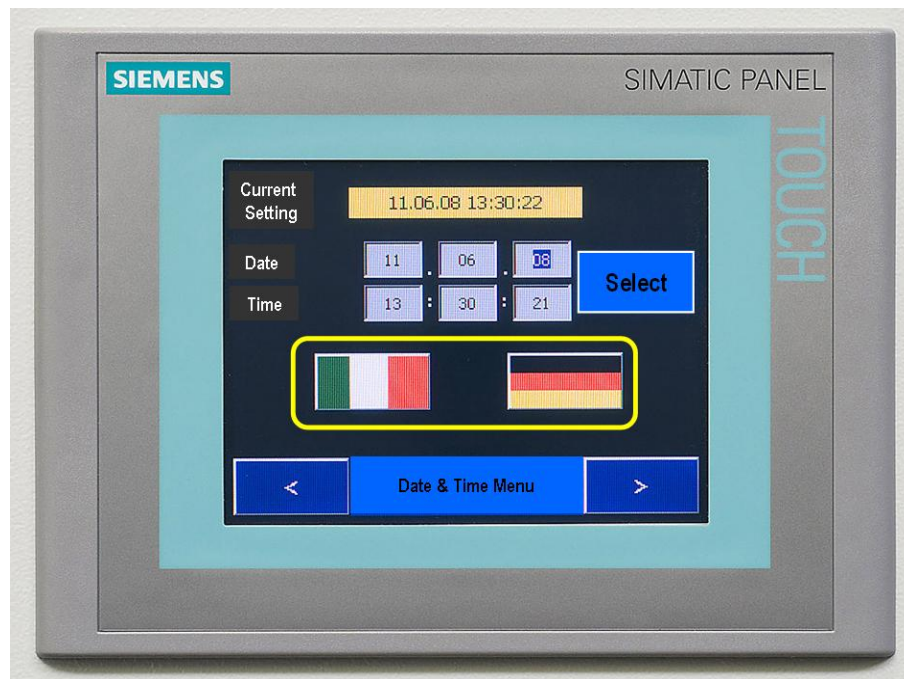 SIEMENS
SIMATIC PANEL
TOUCH
Current
Setting
11.06.08 13:30:22
Date
11 . 06 . 08
Select
Time
13 : 30 : 21
< Date & Time Menu >